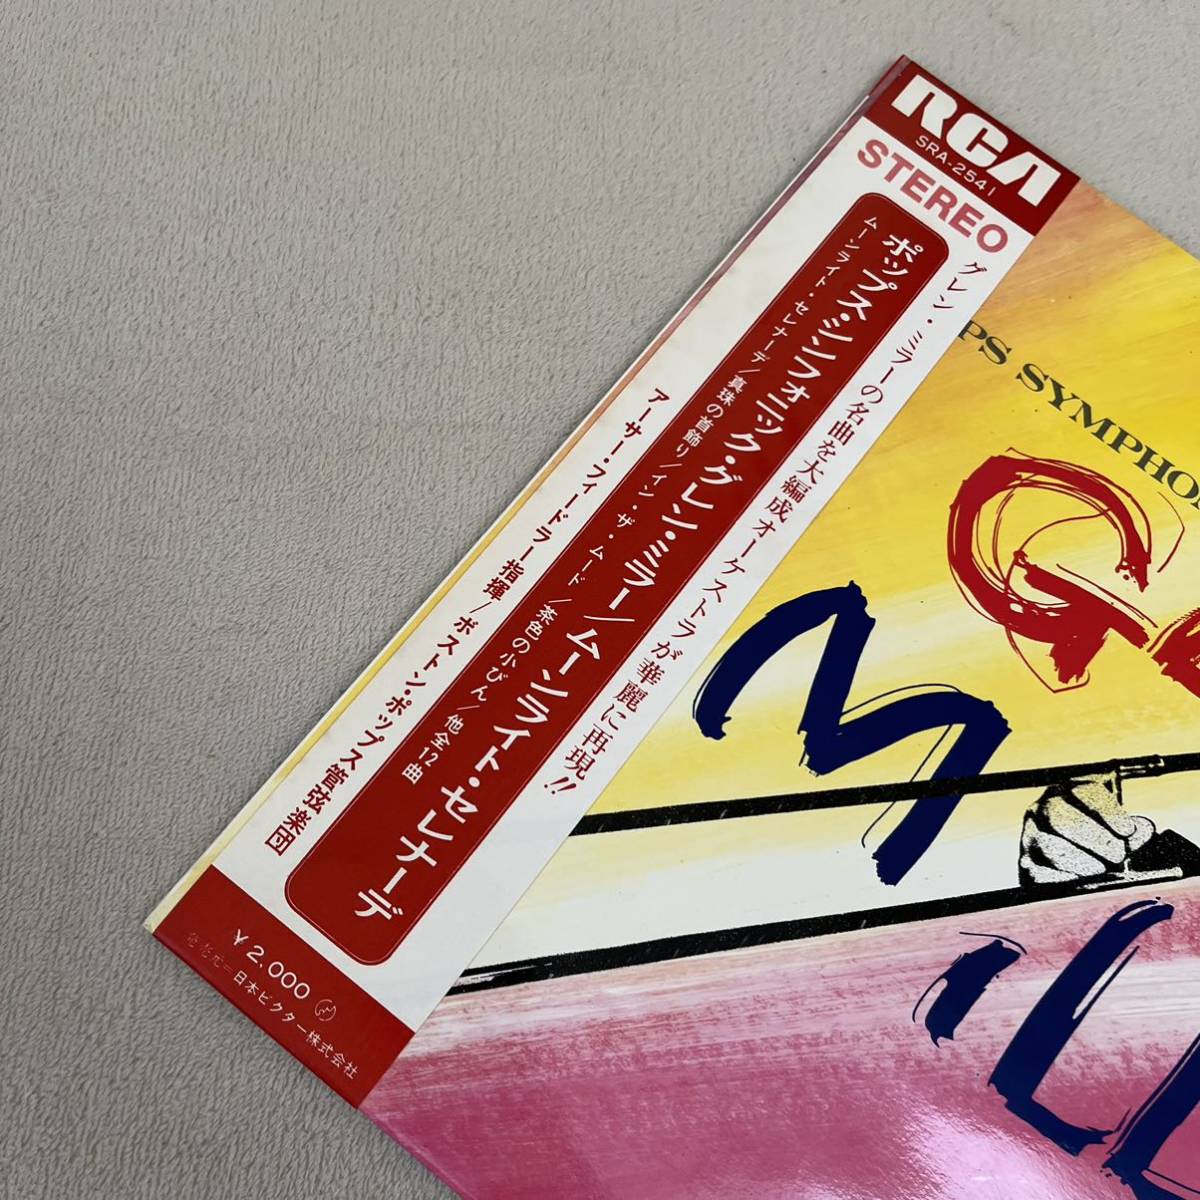 RCA
SRA-2541
STEREO
グレン・ミラーの名曲を大編成オーケストラが華麗に再現!!
ポップス・シンフォニック・グレン・ミラー/ムーンライト・セレナーデ
ムーンライト・セレナーデ/真珠の首飾り/イン・ザ・ムード/茶色の小びん/他全12曲
アーサー・フィードラー指揮/ボストン・ポップス管弦楽団
¥2,000
発売元=日本ビクター株式会社
PS SYMPHO
G
M